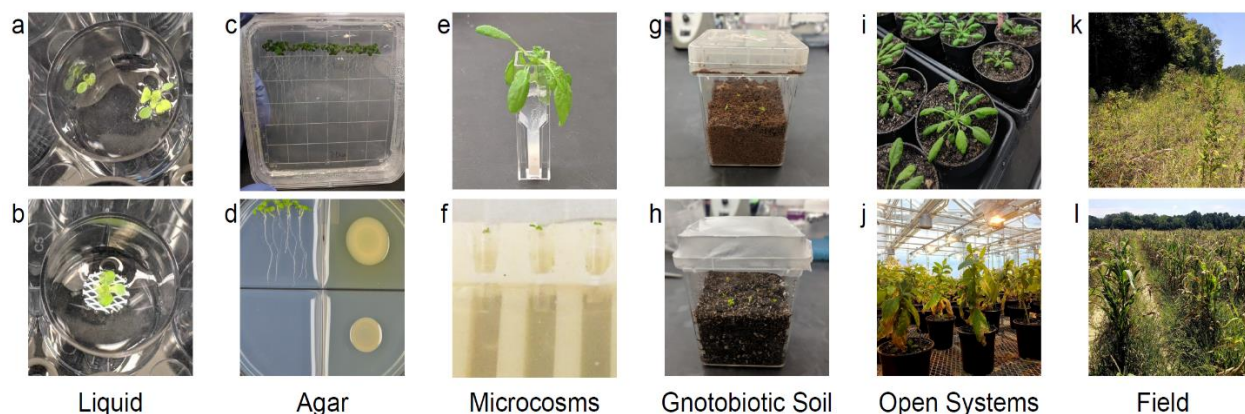 a c e g i k
b d f h j l
Liquid Agar Microcosms Gnotobiotic Soil Open Systems Field